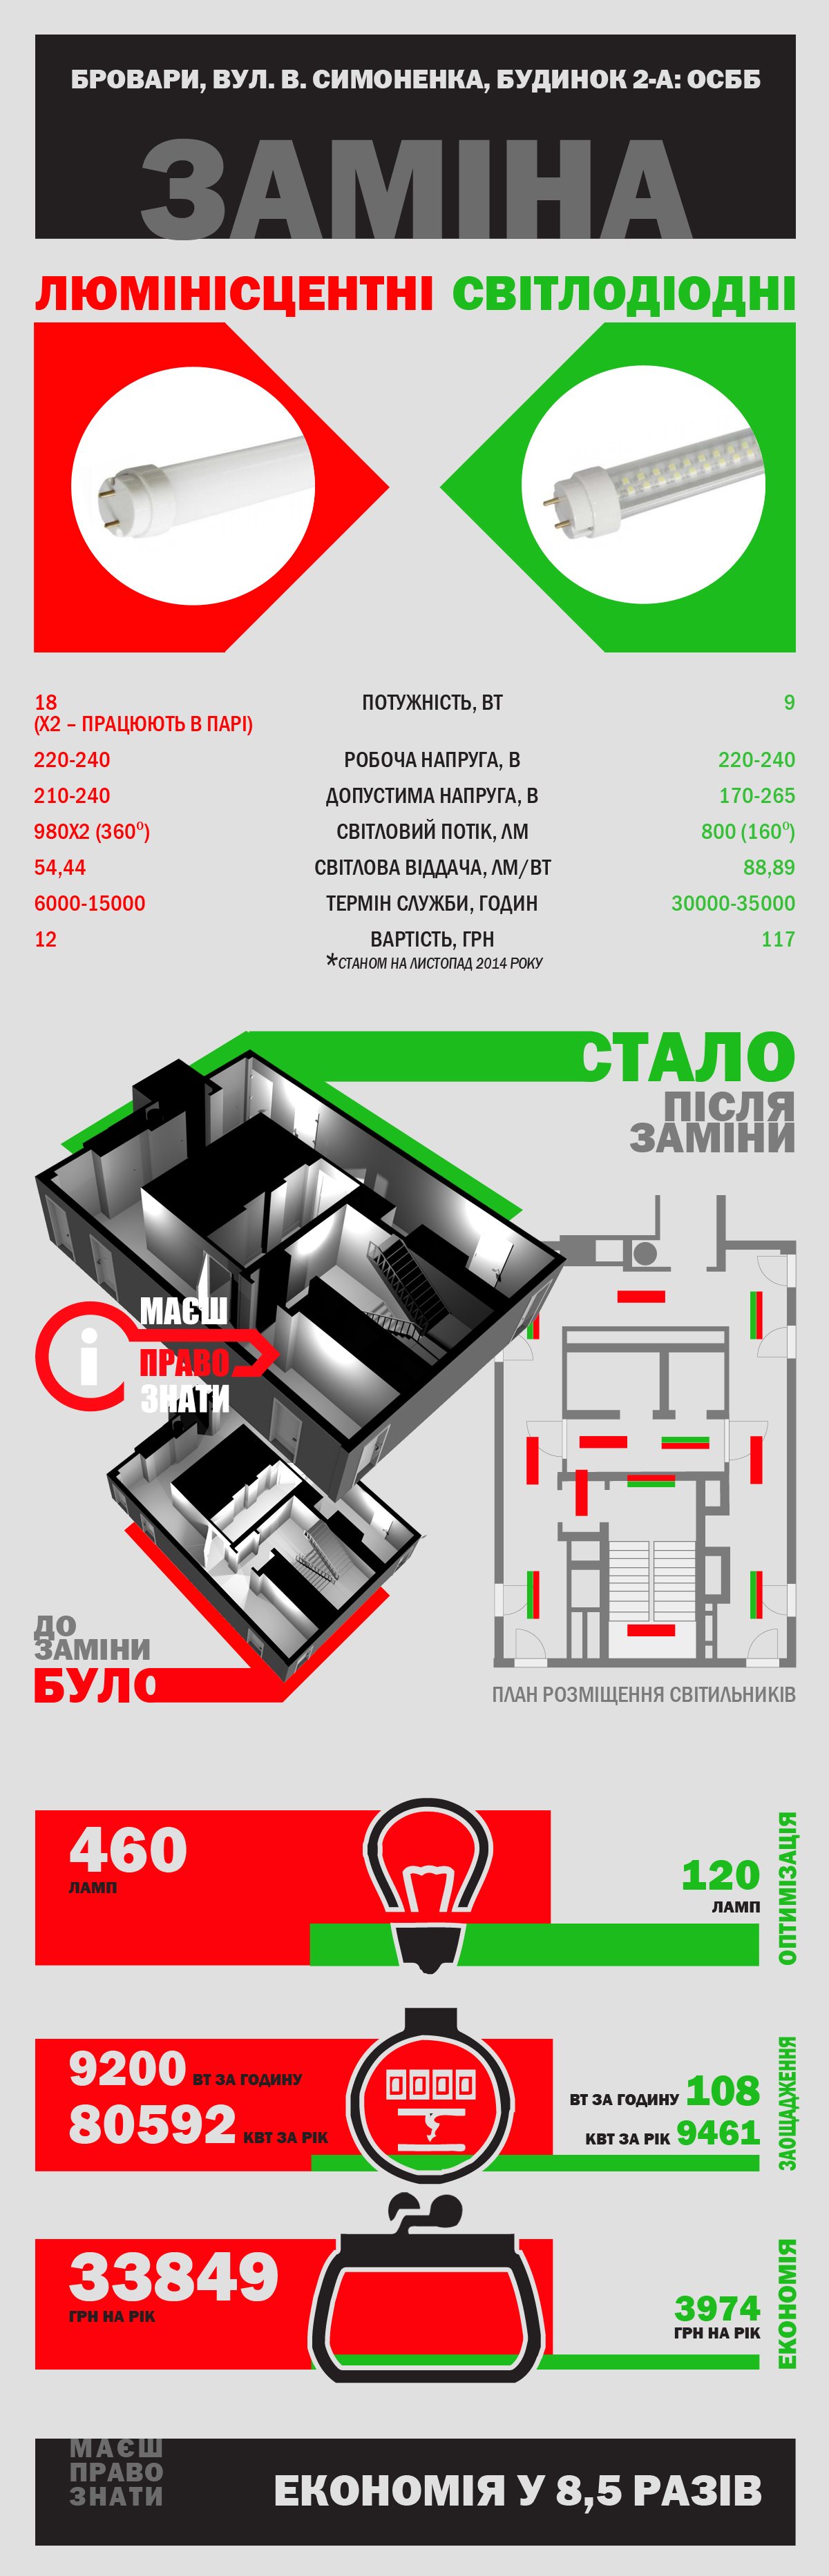 БРОВАРИ, ВУЛ. В. СИМОНЕНКА, БУДИНОК 2-А: ОСББ
ЗАМІНА
ЛЮМІНІСЦЕНТНІ СВІТЛОДІОДНІ
18 ПОТУЖНІСТЬ, ВТ 9
(Х2 – ПРАЦЮЮТЬ В ПАРІ)
220-240 РОБОЧА НАПРУГА, В 220-240
210-240 ДОПУСТИМА НАПРУГА, В 170-265
980Х2 (360⁰) СВІТЛОВИЙ ПОТІК, ЛМ 800 (160⁰)
54,44 СВІТЛОВА ВІДДАЧА, ЛМ/ВТ 88,89
6000-15000 ТЕРМІН СЛУЖБИ, ГОДИН 30000-35000
12 ВАРТІСТЬ, ГРН 117
*СТАНОМ НА ЛИСТОПАД 2014 РОКУ
СТАЛО
ПІСЛЯ
ЗАМІНИ
i
МАЄШ
ПРАВО
ЗНАТИ
ДО
ЗАМІНИ
БУЛО
ПЛАН РОЗМІЩЕННЯ СВІТИЛЬНИКІВ
460
ЛАМП
120
ЛАМП
ОПТИМІЗАЦІЯ
9200 ВТ ЗА ГОДИНУ
80592 КВТ ЗА РІК
0000
ВТ ЗА ГОДИНУ 108
КВТ ЗА РІК 9461
ЗАОЩАДЖЕННЯ
33849
ГРН НА РІК
3974
ГРН НА РІК
ЕКОНОМІЯ
МАЄШ
ПРАВО
ЗНАТИ
ЕКОНОМІЯ У 8,5 РАЗІВ